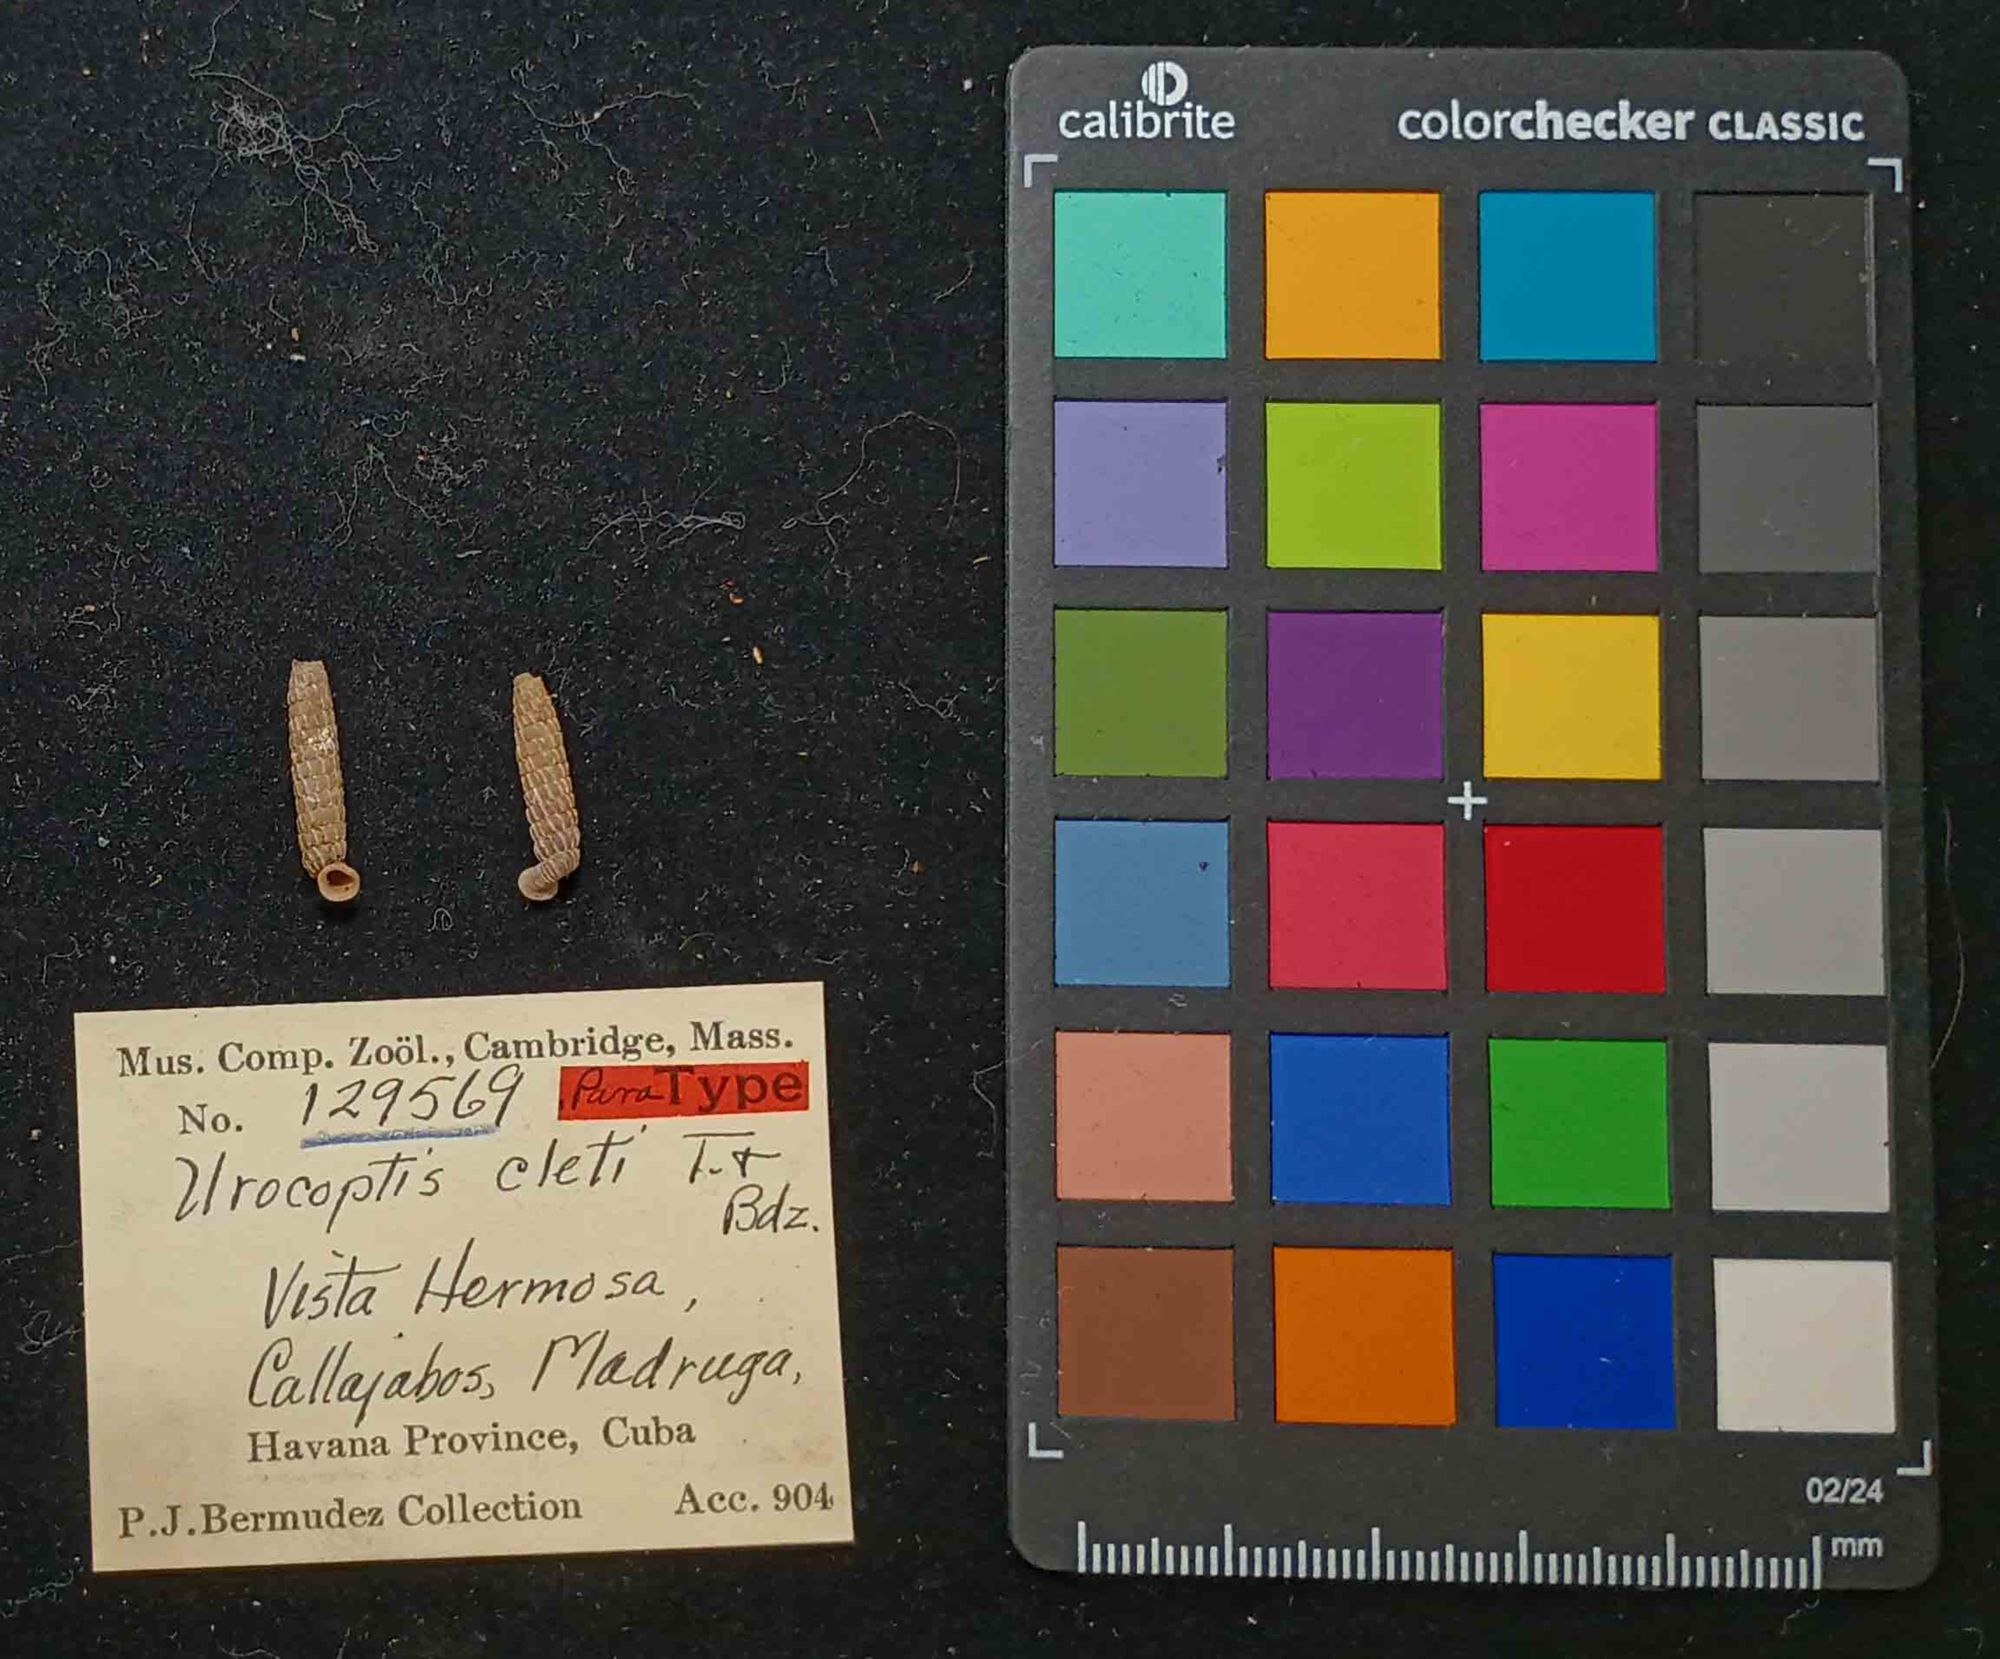 calibrite
colorchecker CLASSIC
Mus. Comp. Zoöl., Cambridge, Mass.
No. 129569 ParaType
Urocoptis cleti T. &
Bdz.
Vista Hermosa,
Callajabos, Madruga,
Havana Province, Cuba
P.J. Bermudez Collection Acc. 904
02/24
mm